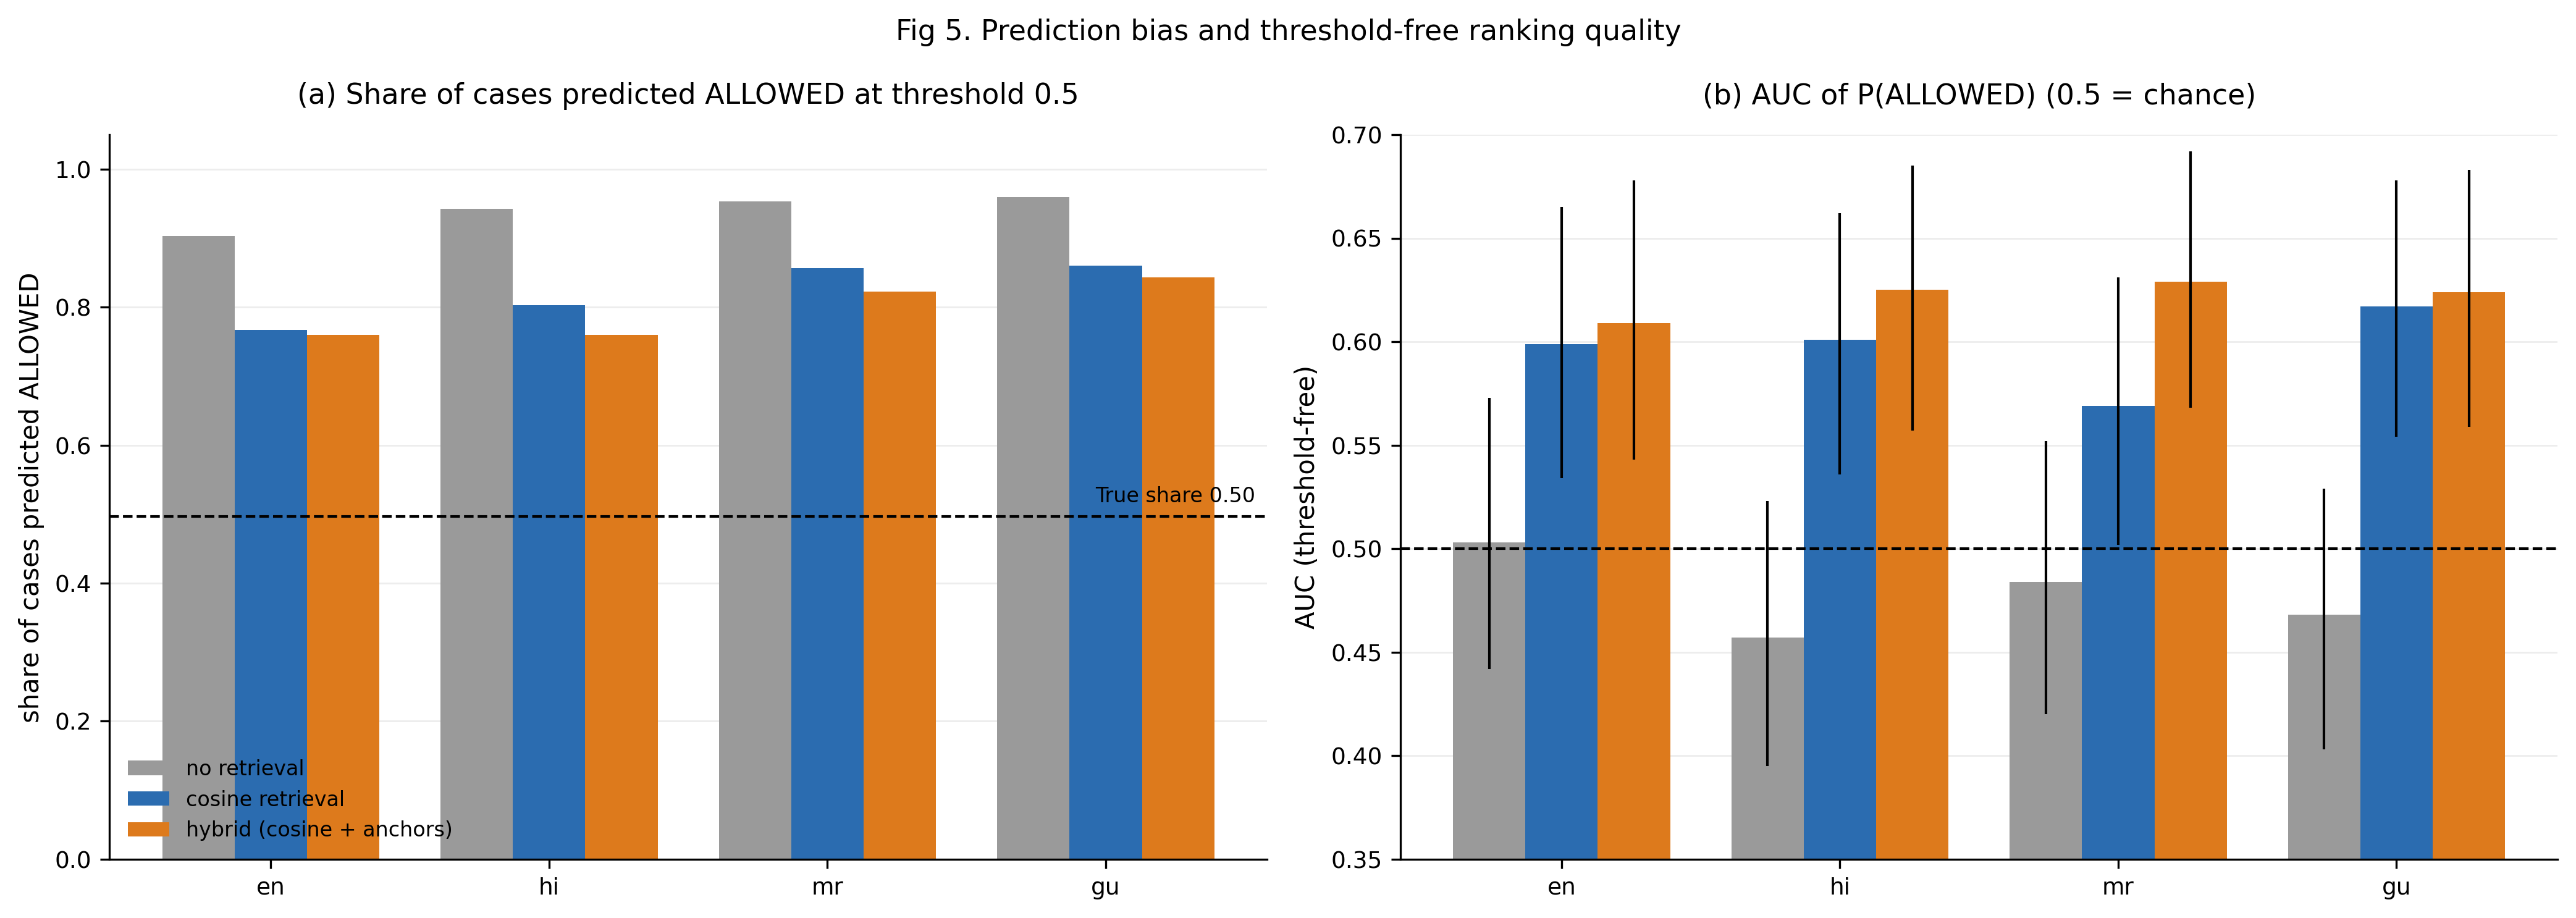 Fig 5. Prediction bias and threshold-free ranking quality
(a) Share of cases predicted ALLOWED at threshold 0.5
share of cases predicted ALLOWED
1.0
0.8
0.6
0.4
0.2
0.0
True share 0.50
no retrieval
cosine retrieval
hybrid (cosine + anchors)
en hi mr gu
(b) AUC of P(ALLOWED) (0.5 = chance)
AUC (threshold-free)
0.70
0.65
0.60
0.55
0.50
0.45
0.40
0.35
en hi mr gu